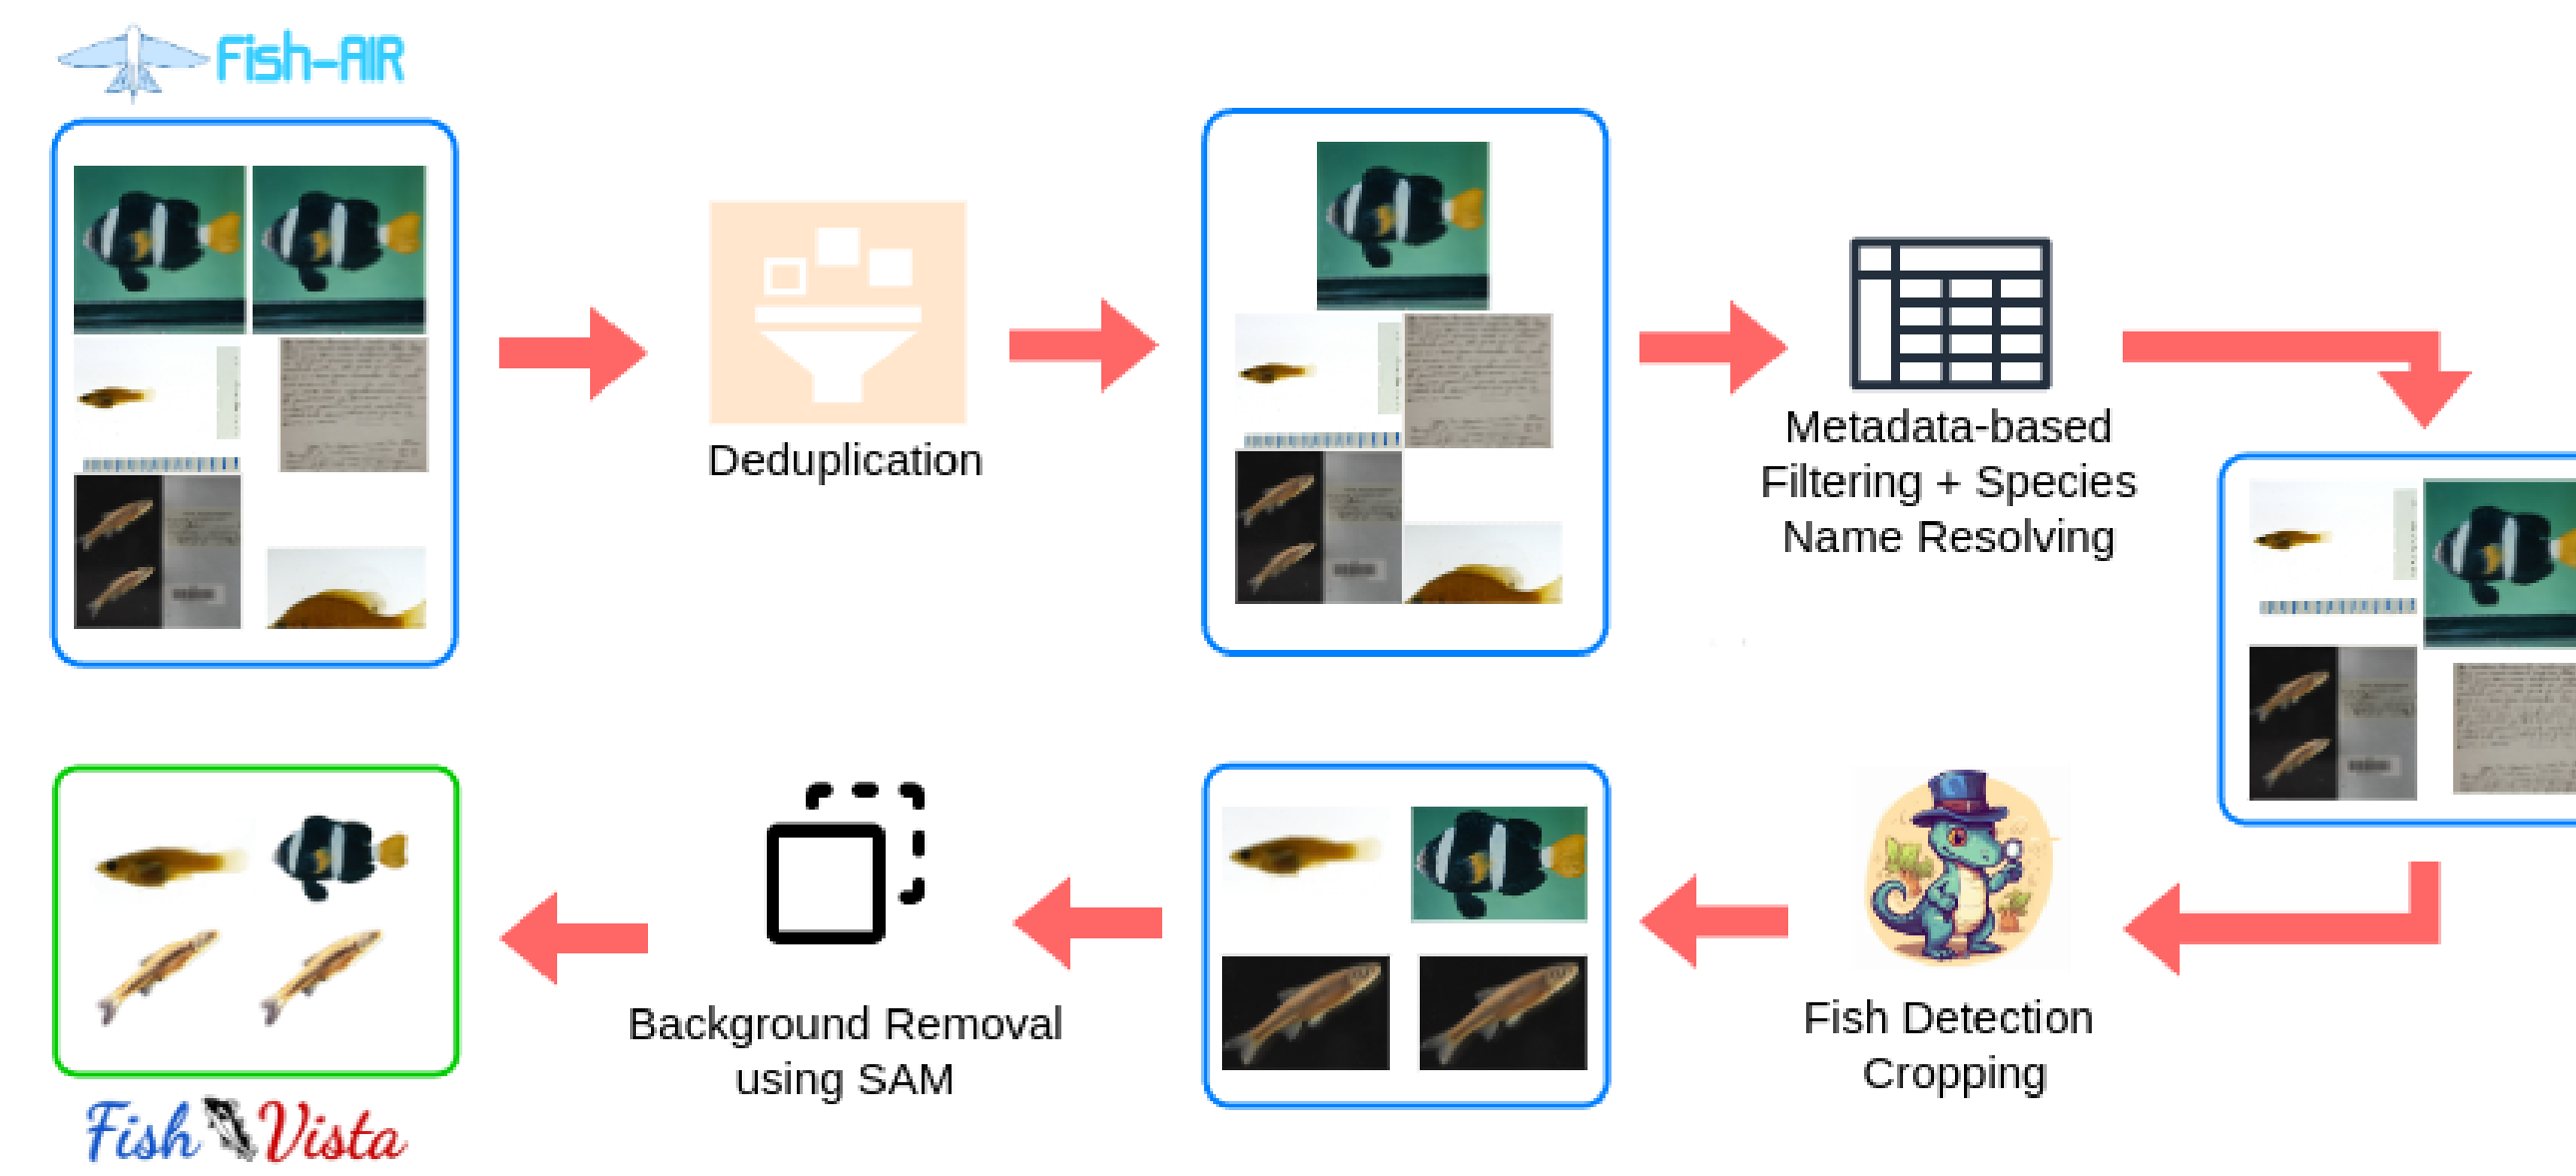 Fish-AIR
Deduplication
Metadata-based
Filtering + Species
Name Resolving
Fish Detection
Cropping
Background Removal
using SAM
Fish Vista